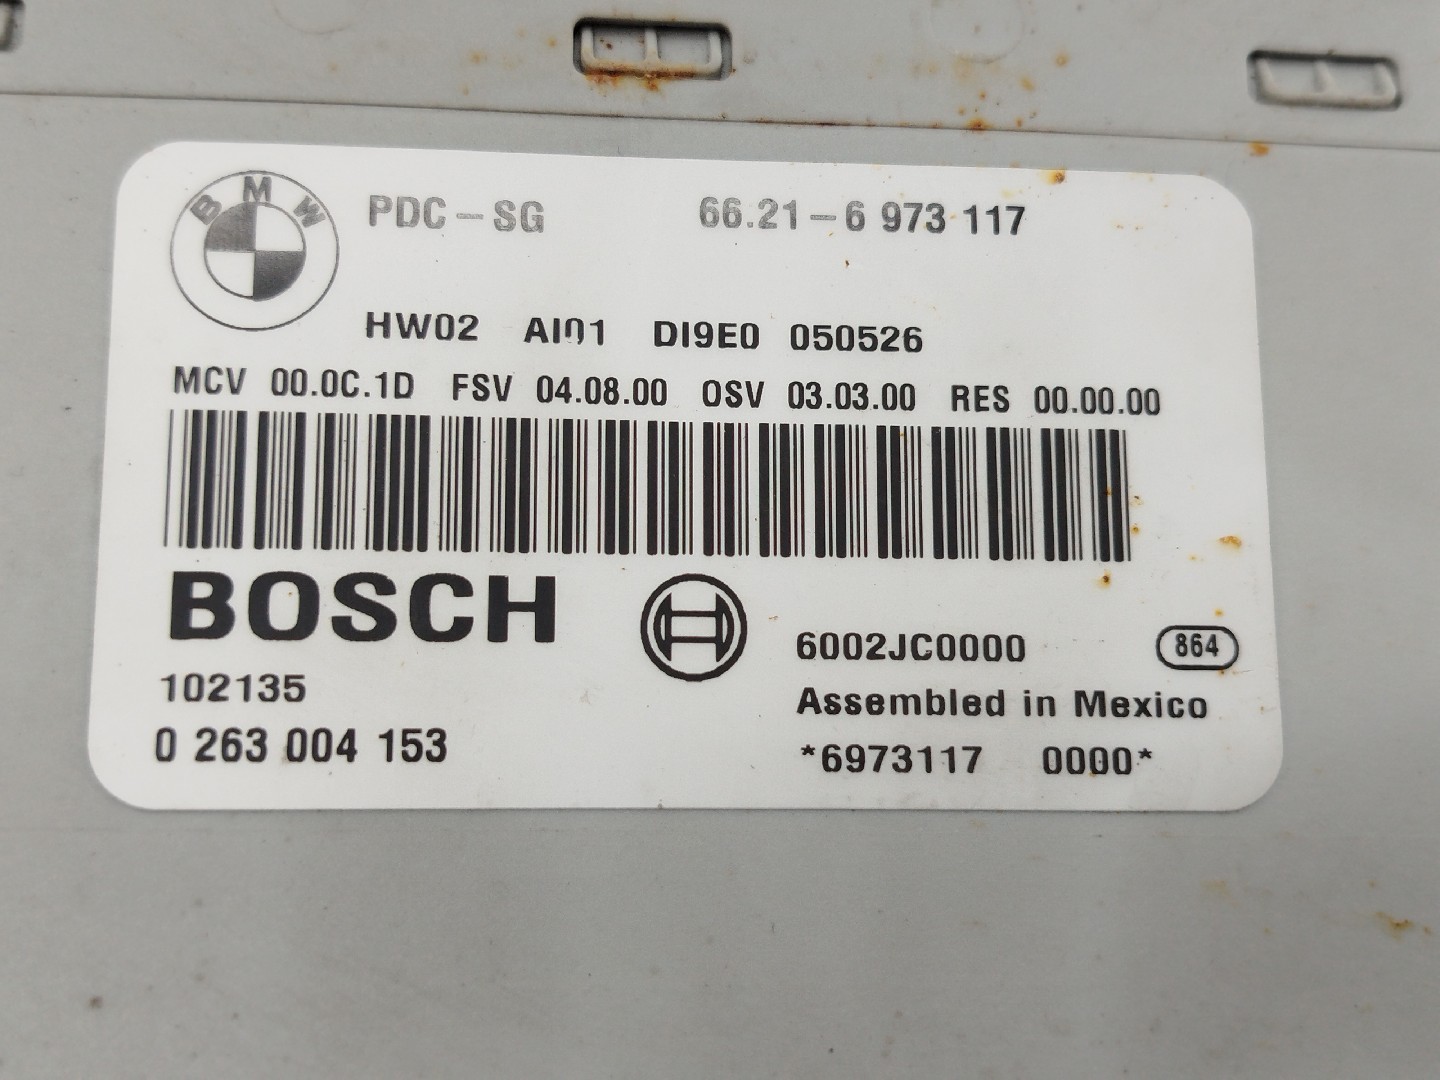 BMW PDC-SG 66.21-6 973 117
HW02 AI01 DI9E0 050526
MCV 00.0C.1D FSV 04.08.00 OSV 03.03.00 RES 00.00.00
BOSCH
6002JC0000 864
102135
Assembled in Mexico
0 263 004 153
*6973117 0000*